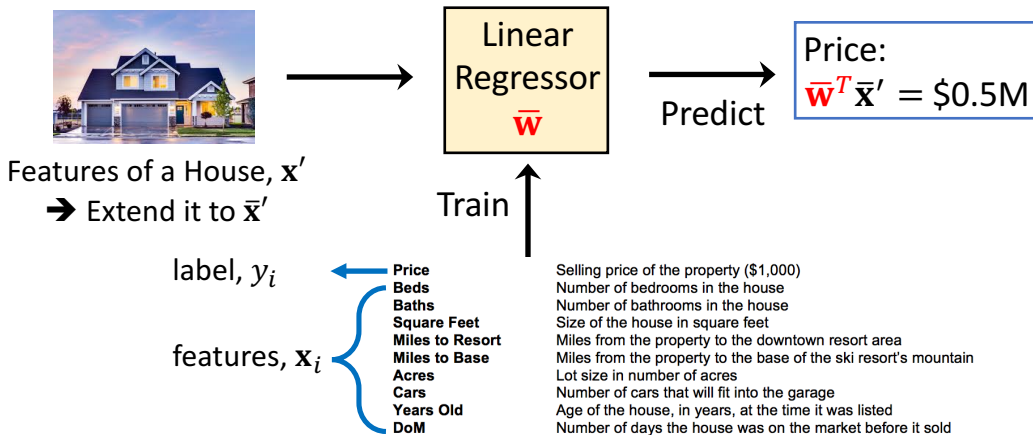 Linear
Regressor
w̄
Price:
w̄ᵀ x̄′ = $0.5M
Predict
Features of a House, x′
➔ Extend it to x̄′
Train
label, yᵢ
features, xᵢ
Price Selling price of the property ($1,000)
Beds Number of bedrooms in the house
Baths Number of bathrooms in the house
Square Feet Size of the house in square feet
Miles to Resort Miles from the property to the downtown resort area
Miles to Base Miles from the property to the base of the ski resort's mountain
Acres Lot size in number of acres
Cars Number of cars that will fit into the garage
Years Old Age of the house, in years, at the time it was listed
DoM Number of days the house was on the market before it sold